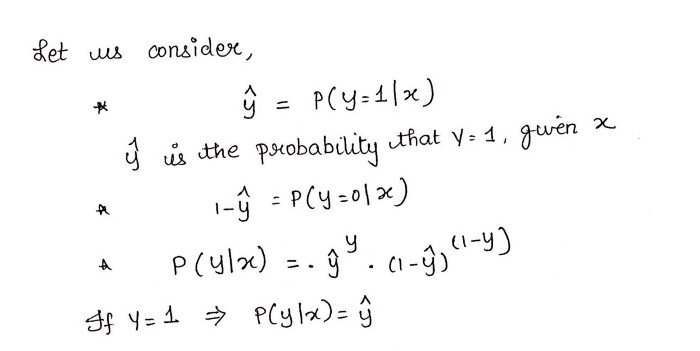 Let us consider,
* ŷ = P(y=1|x)
ŷ is the probability that Y=1, given x
* 1-ŷ = P(y=0|x)
* P(y|x) = . ŷ^y . (1-ŷ)^(1-y)
If Y=1 ⇒ P(y|x)= ŷ